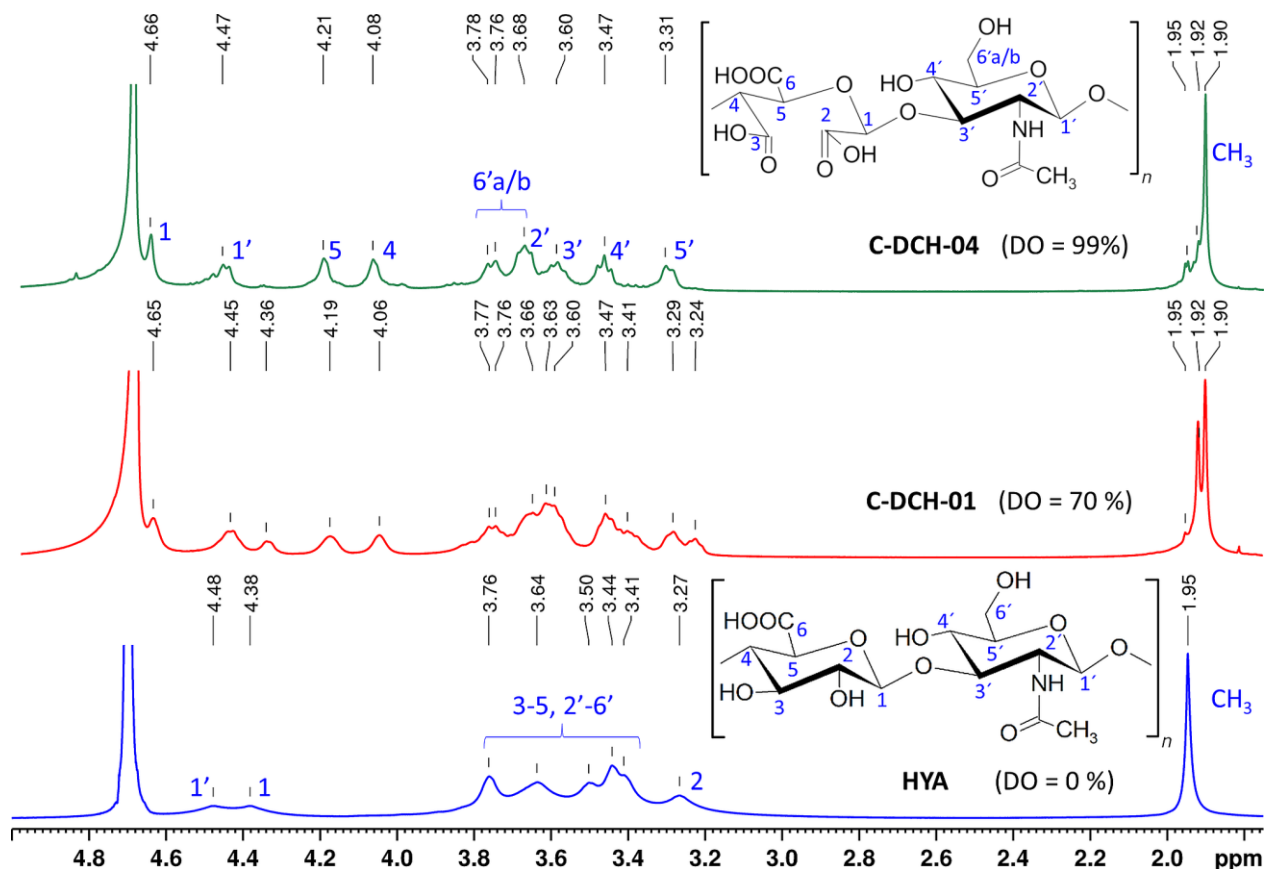 4.66 4.47 4.21 4.08 3.78 3.76 3.68 3.60 3.47 3.31 1.95 1.92 1.90
OH
6'a/b
HOOC 6 O 4' HO O
4 5 5' 2' O
HO 3 O 2 1 O 3' NH 1'
O OH
O CH3 n
CH3
6'a/b
1 1' 5 4 2' 3' 4' 5'
C-DCH-04 (DO = 99%)
4.65 4.45 4.36 4.19 4.06 3.77 3.76 3.66 3.63 3.60 3.47 3.41 3.29 3.24 1.95 1.92 1.90
C-DCH-01 (DO = 70 %)
4.48 4.38 3.76 3.64 3.50 3.44 3.41 3.27 1.95
OH
6'
HOOC 6 O 4' HO O
4 5 2 5' 2' O
HO 3 OH 1 O 3' NH 1'
O CH3 n
CH3
3-5, 2'-6'
1' 1 2
HYA (DO = 0 %)
4.8 4.6 4.4 4.2 4.0 3.8 3.6 3.4 3.2 3.0 2.8 2.6 2.4 2.2 2.0 ppm